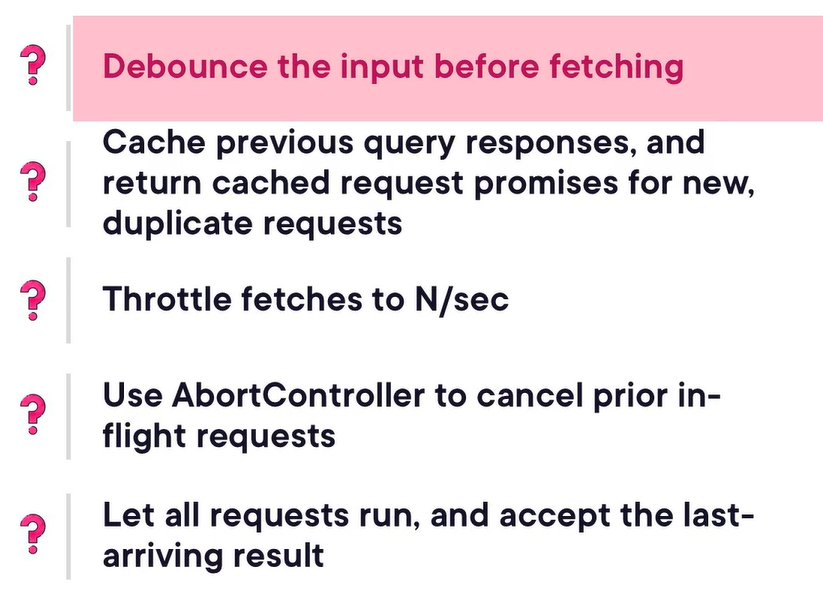 Debounce the input before fetching
Cache previous query responses, and
return cached request promises for new,
duplicate requests
Throttle fetches to N/sec
Use AbortController to cancel prior in-
flight requests
Let all requests run, and accept the last-
arriving result